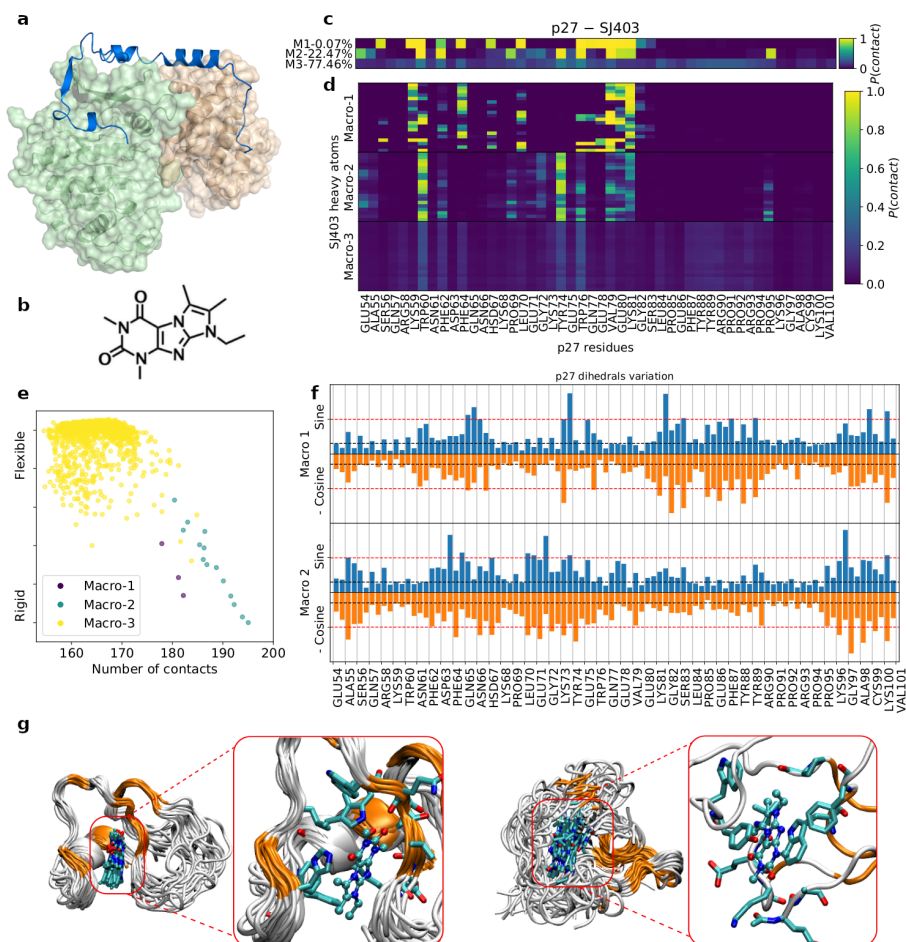 a
b
O
N
N
O
N
N
N
c
p27 − SJ403
M1-0.07%
M2-22.47%
M3-77.46%
1
0
P(contact)
d
SJ403 heavy atoms
Macro-1
Macro-2
Macro-3
1.0
0.8
0.6
0.4
0.2
0.0
P(contact)
GLU54
ALA55
SER56
GLN57
ARG58
LYS59
TRP60
ASN61
PHE62
ASP63
PHE64
GLN65
ASN66
HSD67
LYS68
PRO69
LEU70
GLU71
GLY72
LYS73
TYR74
GLU75
TRP76
GLN77
GLU78
VAL79
GLU80
LYS81
GLY82
SER83
LEU84
PRO85
GLU86
PHE87
TYR88
TYR89
ARG90
PRO91
PRO92
ARG93
PRO94
PRO95
LYS96
GLY97
ALA98
CYS99
LYS100
VAL101
p27 residues
e
Flexible
Rigid
Macro-1
Macro-2
Macro-3
160
170
180
190
200
Number of contacts
f
p27 dihedrals variation
Macro 1
Sine
- Cosine
Macro 2
Sine
- Cosine
GLU54
ALA55
SER56
GLN57
ARG58
LYS59
TRP60
ASN61
PHE62
ASP63
PHE64
GLN65
ASN66
HSD67
LYS68
PRO69
LEU70
GLU71
GLY72
LYS73
TYR74
GLU75
TRP76
GLN77
GLU78
VAL79
GLU80
LYS81
GLY82
SER83
LEU84
PRO85
GLU86
PHE87
TYR88
TYR89
ARG90
PRO91
PRO92
ARG93
PRO94
PRO95
LYS96
GLY97
ALA98
CYS99
LYS100
VAL101
g